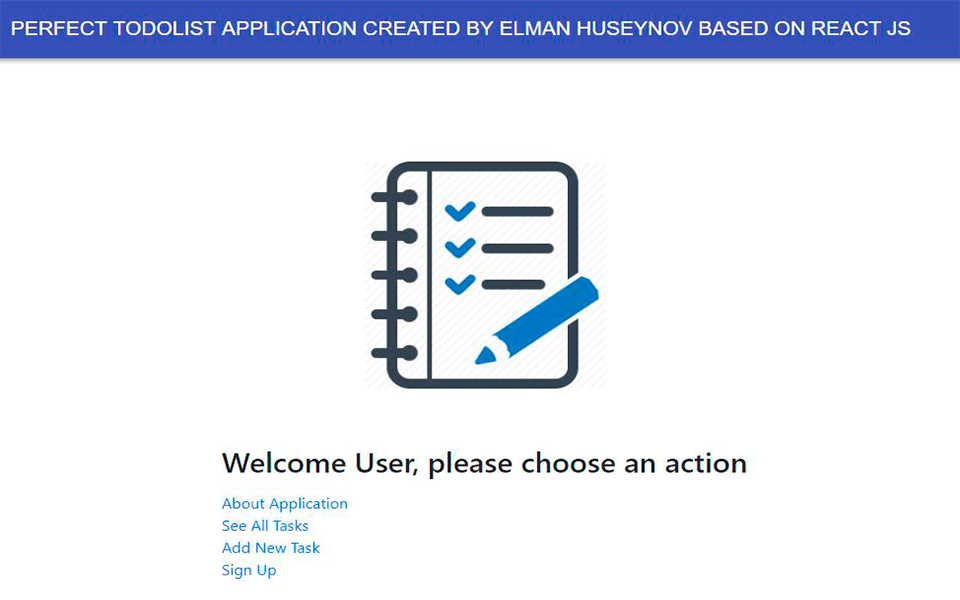 PERFECT TODOLIST APPLICATION CREATED BY ELMAN HUSEYNOV BASED ON REACT JS
Welcome User, please choose an action
About Application
See All Tasks
Add New Task
Sign Up